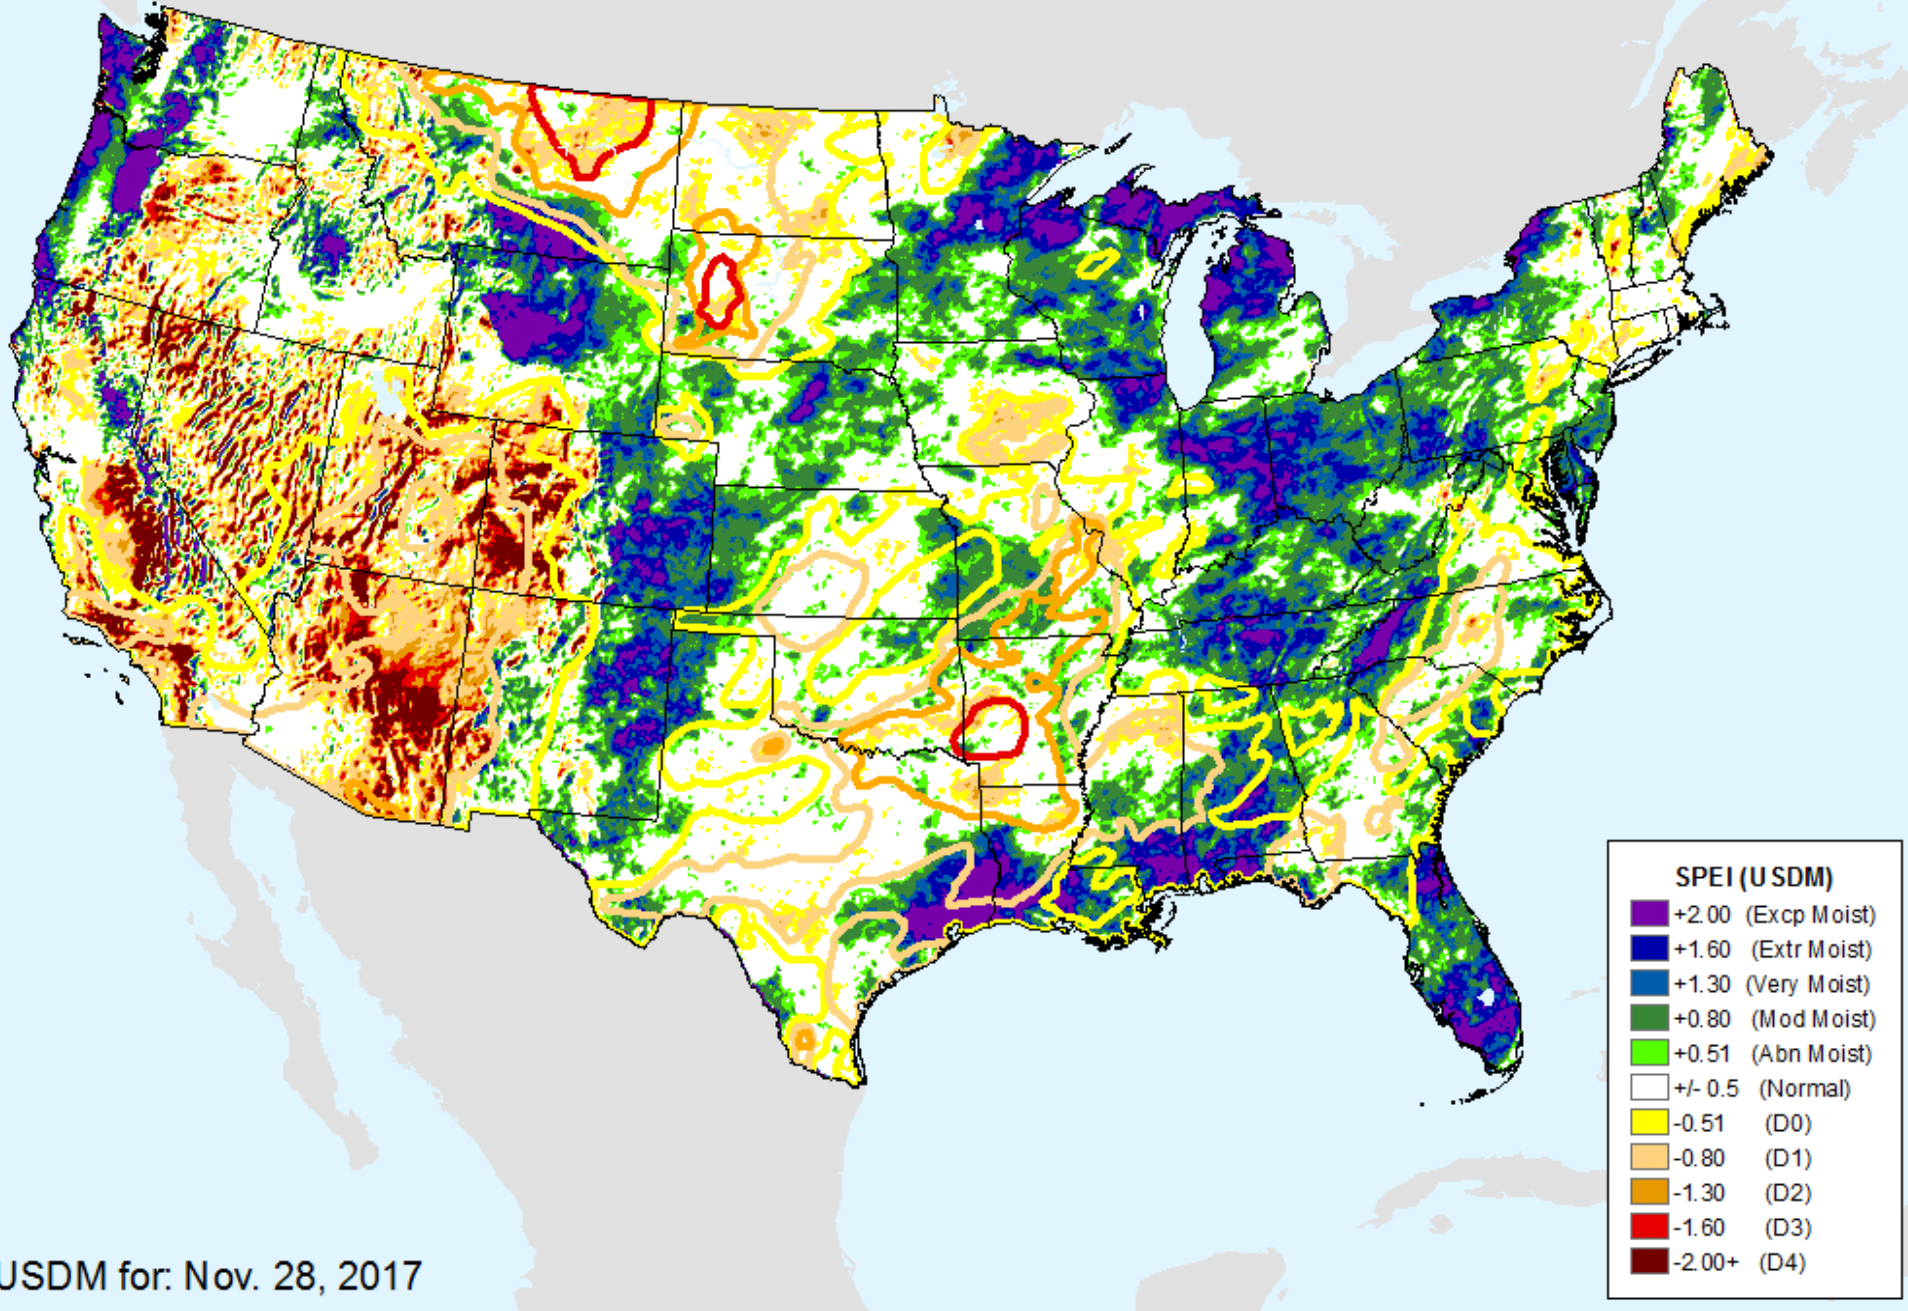 SPEI (USDM)
+2.00 (Excp Moist)
+1.60 (Extr Moist)
+1.30 (Very Moist)
+0.80 (Mod Moist)
+0.51 (Abn Moist)
+/- 0.5 (Normal)
-0.51 (D0)
-0.80 (D1)
-1.30 (D2)
-1.60 (D3)
-2.00+ (D4)
USDM for: Nov. 28, 2017